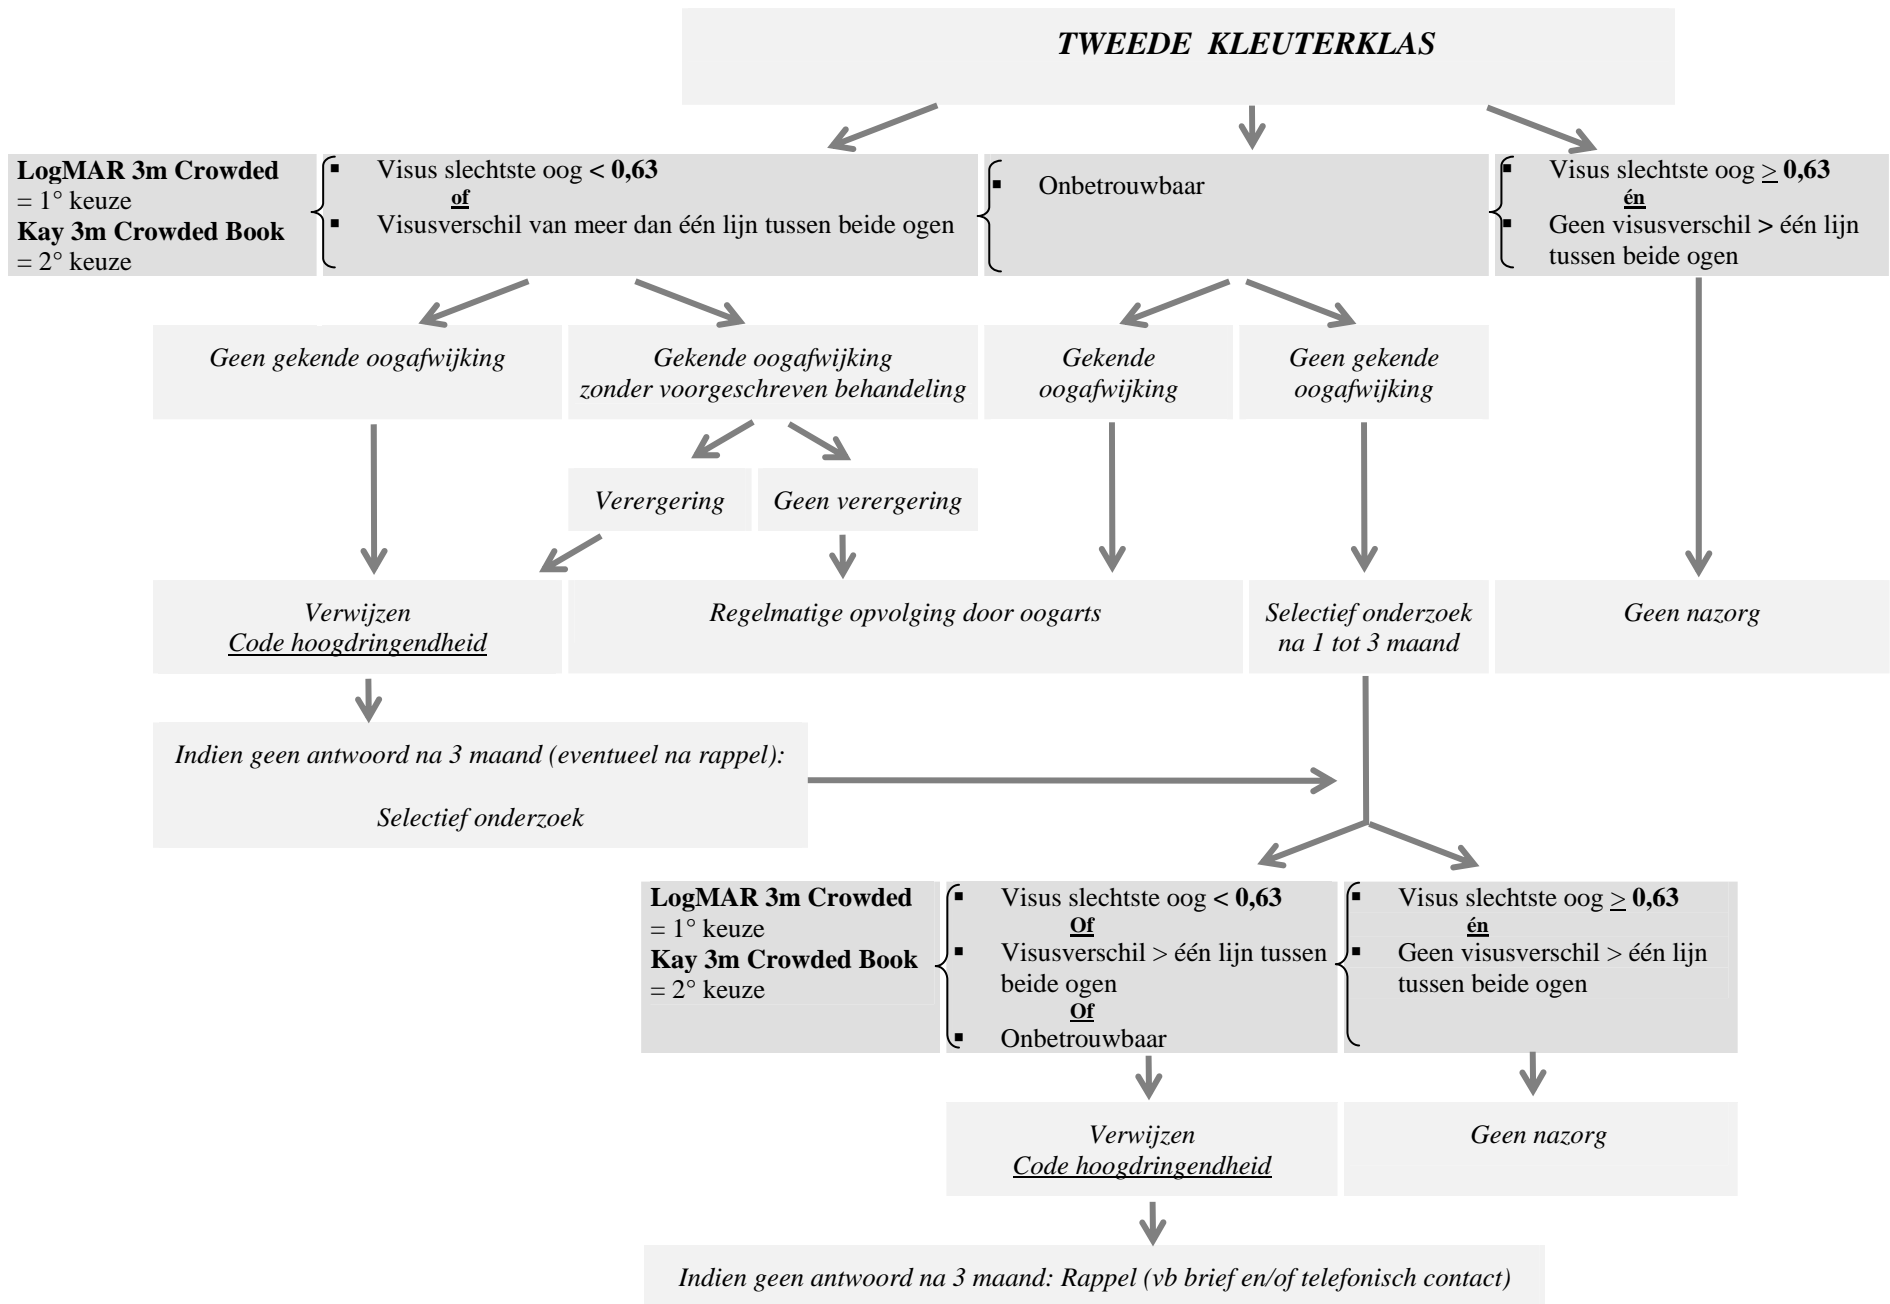 TWEEDE KLEUTERKLAS
LogMAR 3m Crowded
= 1° keuze
Kay 3m Crowded Book
= 2° keuze
▪ Visus slechtste oog < 0,63
of
▪ Visusverschil van meer dan één lijn tussen beide ogen
▪ Onbetrouwbaar
▪ Visus slechtste oog ≥ 0,63
én
▪ Geen visusverschil > één lijn
tussen beide ogen
Geen gekende oogafwijking
Gekende oogafwijking
zonder voorgeschreven behandeling
Gekende
oogafwijking
Geen gekende
oogafwijking
Verergering
Geen verergering
Verwijzen
Code hoogdringendheid
Regelmatige opvolging door oogarts
Selectief onderzoek
na 1 tot 3 maand
Geen nazorg
Indien geen antwoord na 3 maand (eventueel na rappel):
Selectief onderzoek
LogMAR 3m Crowded
= 1° keuze
Kay 3m Crowded Book
= 2° keuze
▪ Visus slechtste oog < 0,63
Of
▪ Visusverschil > één lijn tussen
beide ogen
Of
▪ Onbetrouwbaar
▪ Visus slechtste oog ≥ 0,63
én
▪ Geen visusverschil > één lijn
tussen beide ogen
Verwijzen
Code hoogdringendheid
Geen nazorg
Indien geen antwoord na 3 maand: Rappel (vb brief en/of telefonisch contact)